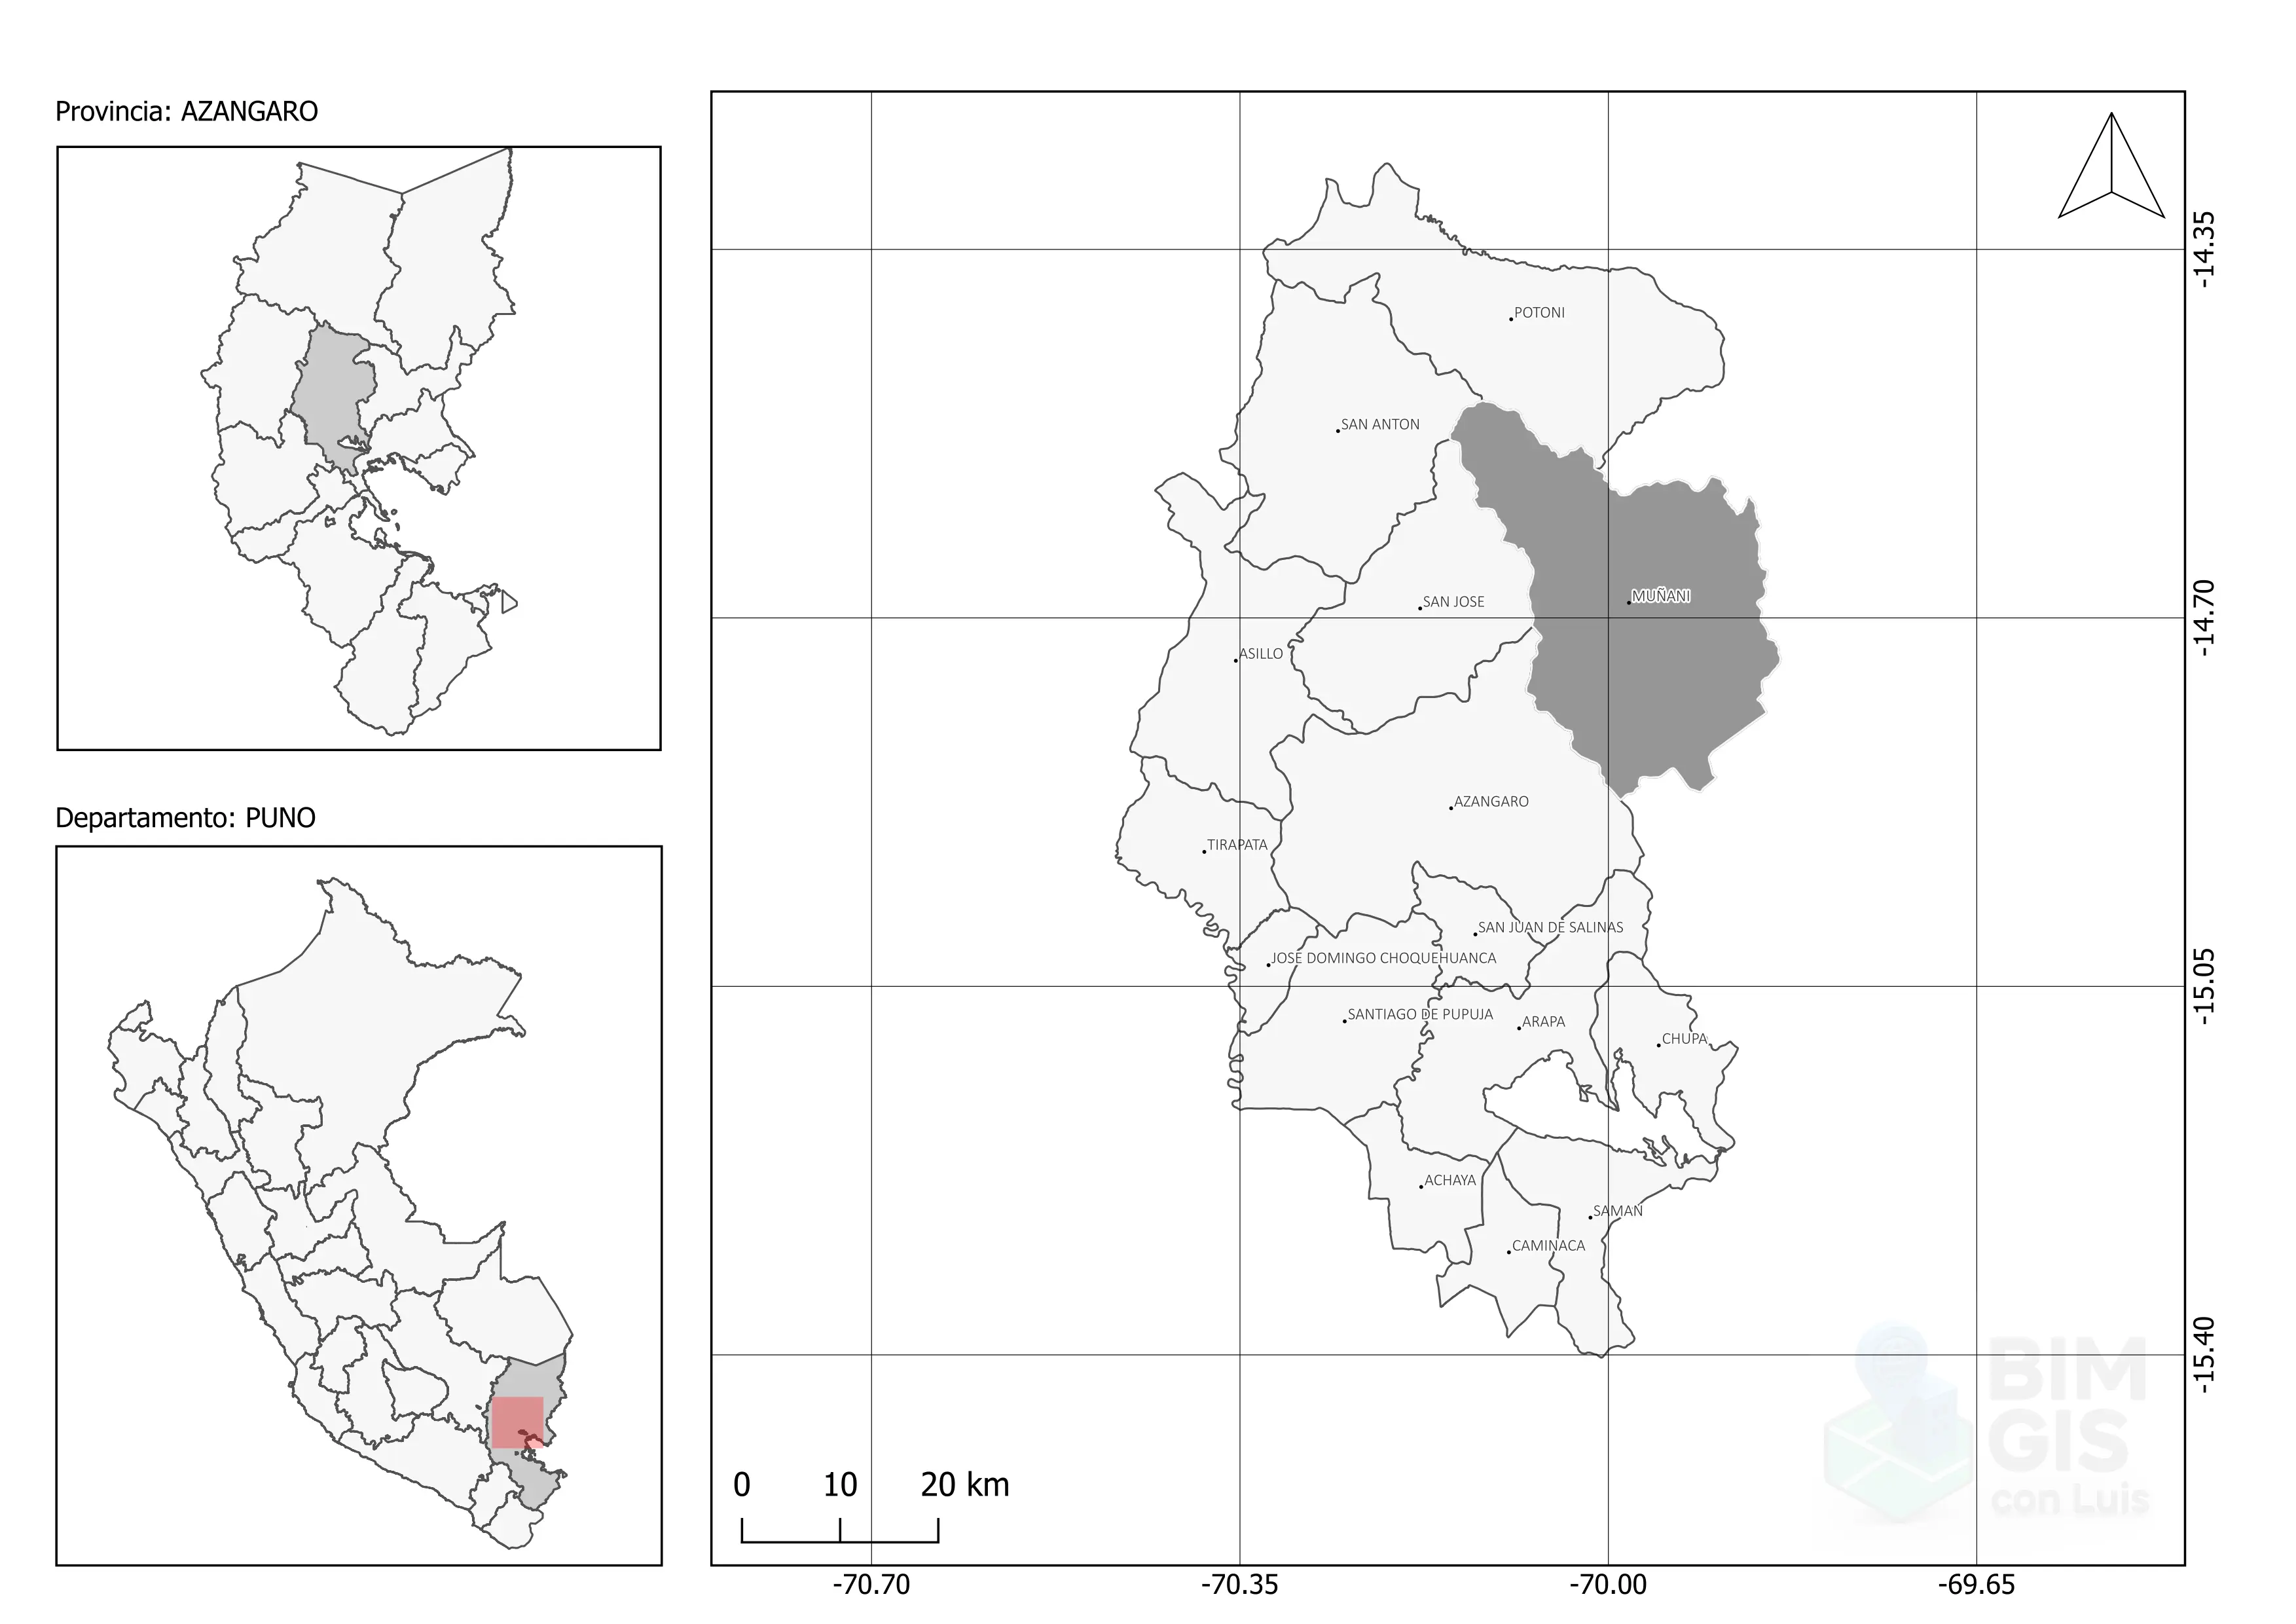 Provincia: AZANGARO
Departamento: PUNO
POTONI
SAN ANTON
MUÑANI
SAN JOSE
ASILLO
AZANGARO
TIRAPATA
SAN JUAN DE SALINAS
JOSE DOMINGO CHOQUEHUANCA
SANTIAGO DE PUPUJA
ARAPA
CHUPA
ACHAYA
SAMAN
CAMINACA
-14.35
-14.70
-15.05
-15.40
0 10 20 km
-70.70 -70.35 -70.00 -69.65
BIM
GIS
con Luis